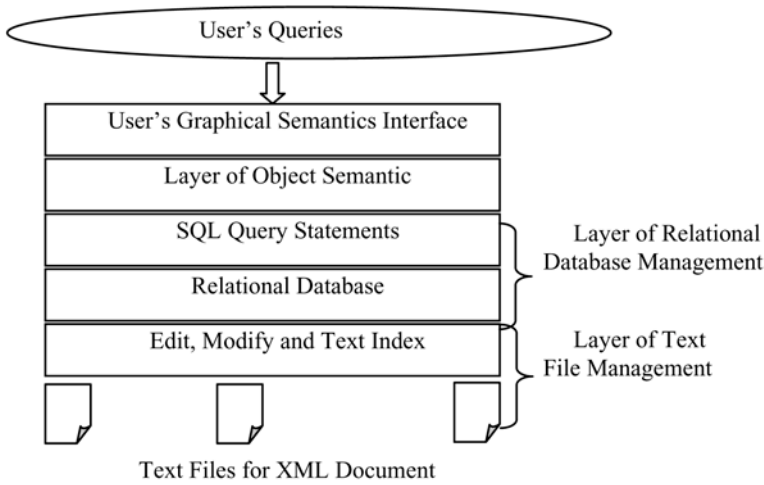 User’s Queries
User’s Graphical Semantics Interface
Layer of Object Semantic
SQL Query Statements
Relational Database
Layer of Relational
Database Management
Edit, Modify and Text Index
Layer of Text
File Management
Text Files for XML Document